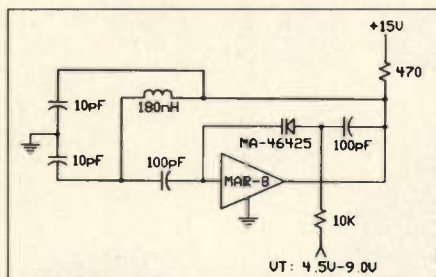 +15V
470
10pF
180nH
MA-46425
10pF
100pF
100pF
MAR-8
10K
VT: 4.5V-9.0V